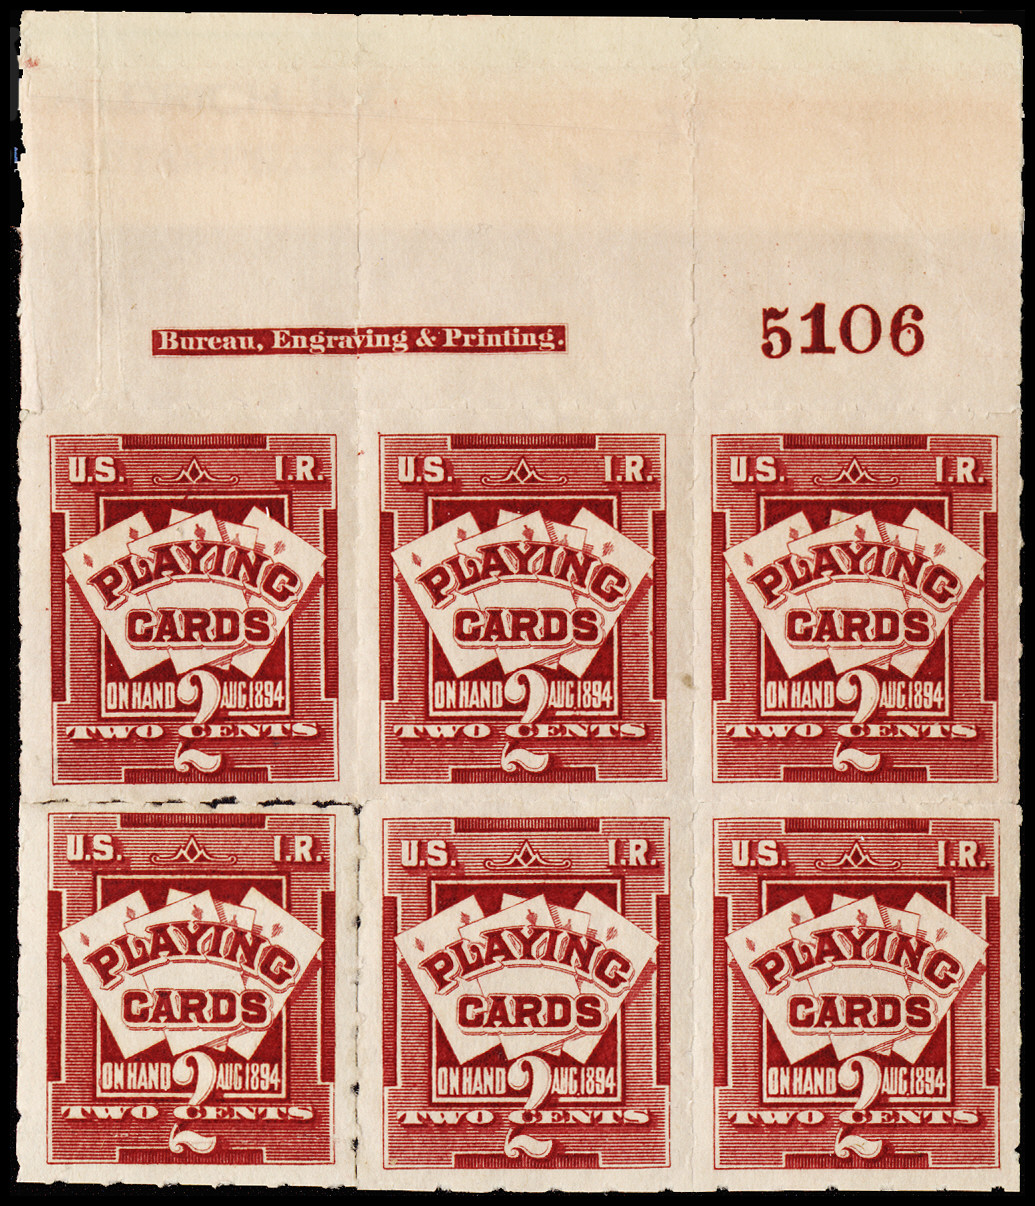 Bureau, Engraving & Printing.
5106
U.S. I.R.
PLAYING
CARDS
ON HAND 2 AUG. 1894
TWO CENTS
U.S. I.R.
PLAYING
CARDS
ON HAND 2 AUG. 1894
TWO CENTS
U.S. I.R.
PLAYING
CARDS
ON HAND 2 AUG. 1894
TWO CENTS
U.S. I.R.
PLAYING
CARDS
ON HAND 2 AUG. 1894
TWO CENTS
U.S. I.R.
PLAYING
CARDS
ON HAND 2 AUG. 1894
TWO CENTS
U.S. I.R.
PLAYING
CARDS
ON HAND 2 AUG. 1894
TWO CENTS